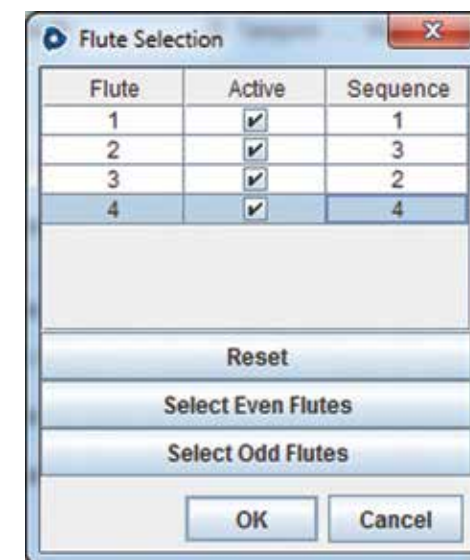 Flute Selection
Flute Active Sequence
1 1
2 3
3 2
4 4
Reset
Select Even Flutes
Select Odd Flutes
OK Cancel